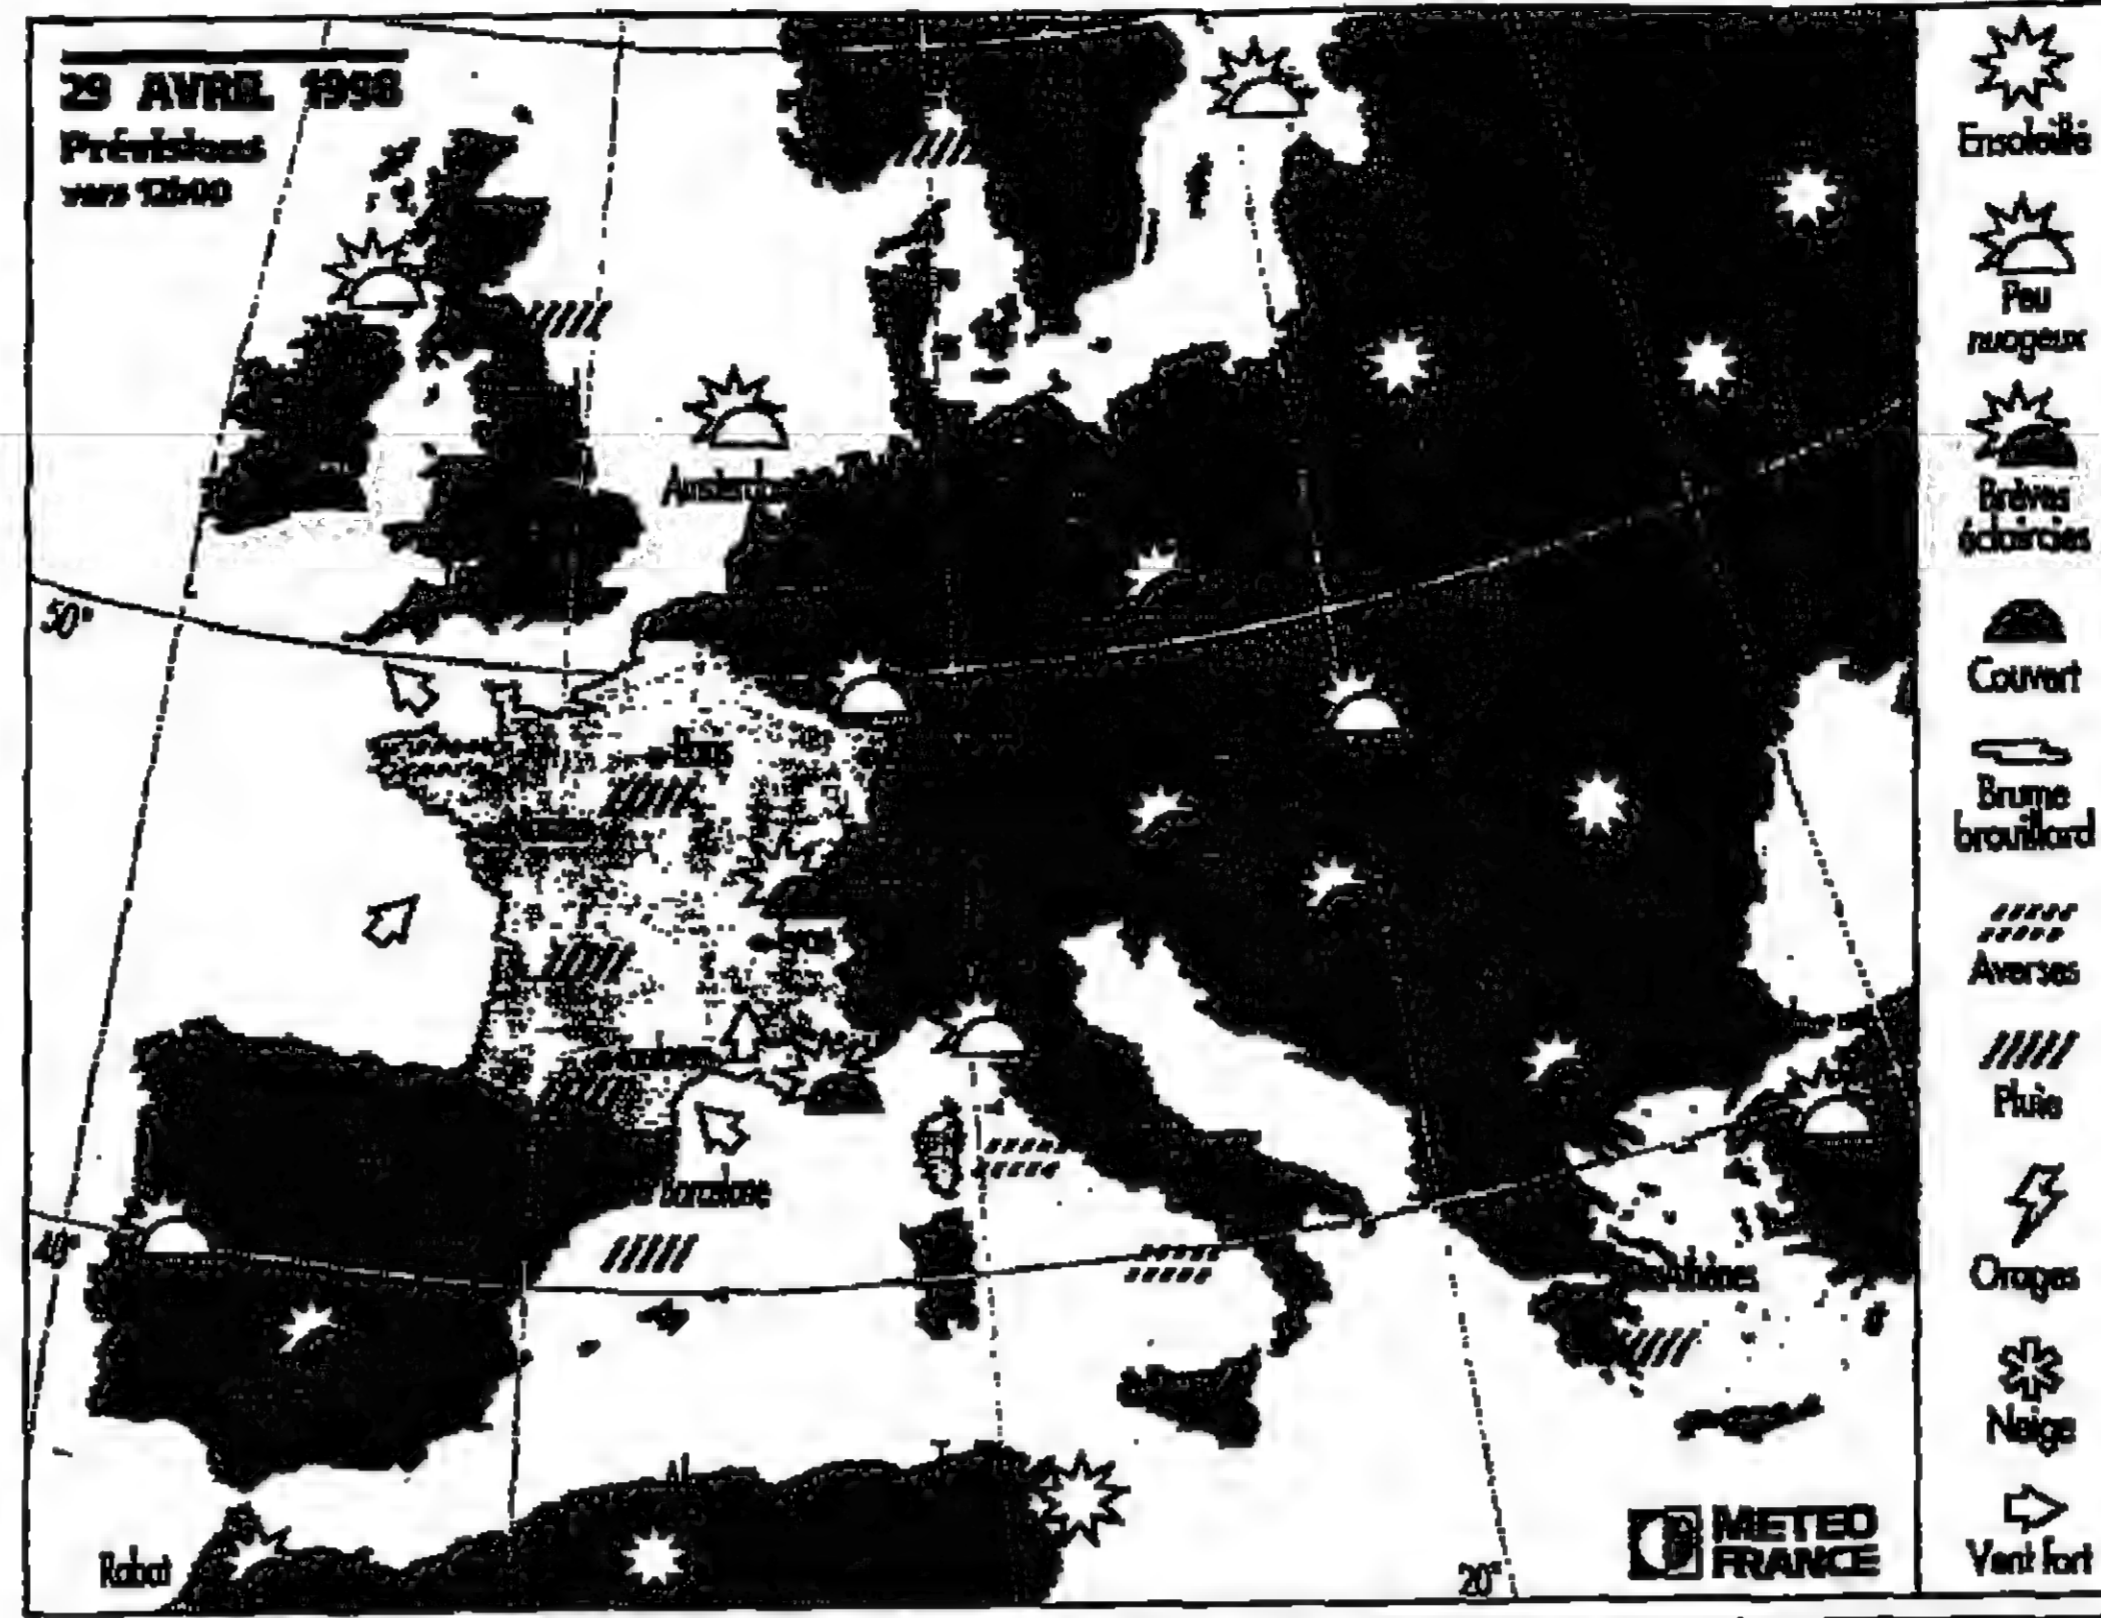 29 AVRIL 1998
Prévisions
vers 12h00
50°
40°
20°
Amsterdam
Paris
Lyon
Barcelone
Athènes
Rabat
METEO
FRANCE
Ensoleillé
Peu
nuageux
Brèves
éclaircies
Couvert
Brume
brouillard
Averses
Pluie
Orages
Neige
Vent fort